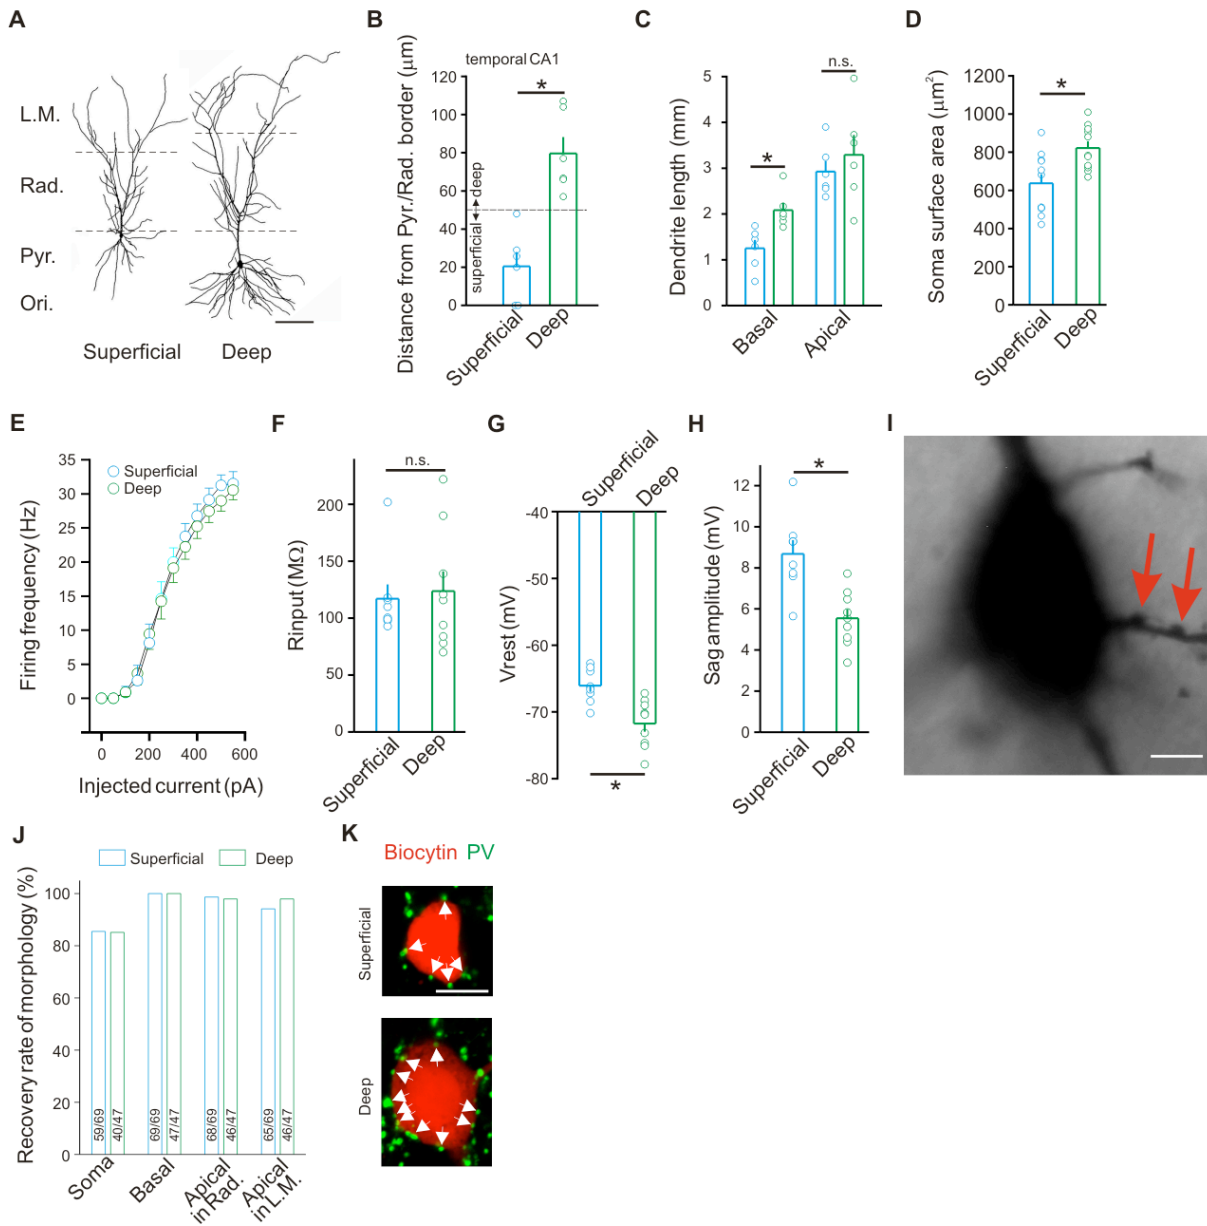 A
L.M.
Rad.
Pyr.
Ori.
Superficial
Deep
B
temporal CA1
Distance from Pyr./Rad. border (μm)
120
100
80
60
40
20
0
*
superficial
deep
Superficial
Deep
C
Dendrite length (mm)
5
4
3
2
1
0
*
n.s.
Basal
Apical
D
Soma surface area (μm²)
1200
1000
800
600
400
200
0
*
Superficial
Deep
E
Superficial
Deep
Firing frequency (Hz)
35
30
25
20
15
10
5
0
0
200
400
600
Injected current (pA)
F
n.s.
Rinput (MΩ)
200
150
100
50
0
Superficial
Deep
G
Superficial
Deep
Vrest (mV)
-40
-50
-60
-70
-80
*
H
*
Sag amplitude (mV)
12
10
8
6
4
2
0
Superficial
Deep
I
J
Superficial
Deep
Recovery rate of morphology (%)
100
80
60
40
20
0
59/69
40/47
69/69
47/47
68/69
46/47
65/69
46/47
Soma
Basal
Apical
in Rad.
Apical
in L.M.
K
Biocytin PV
Superficial
Deep